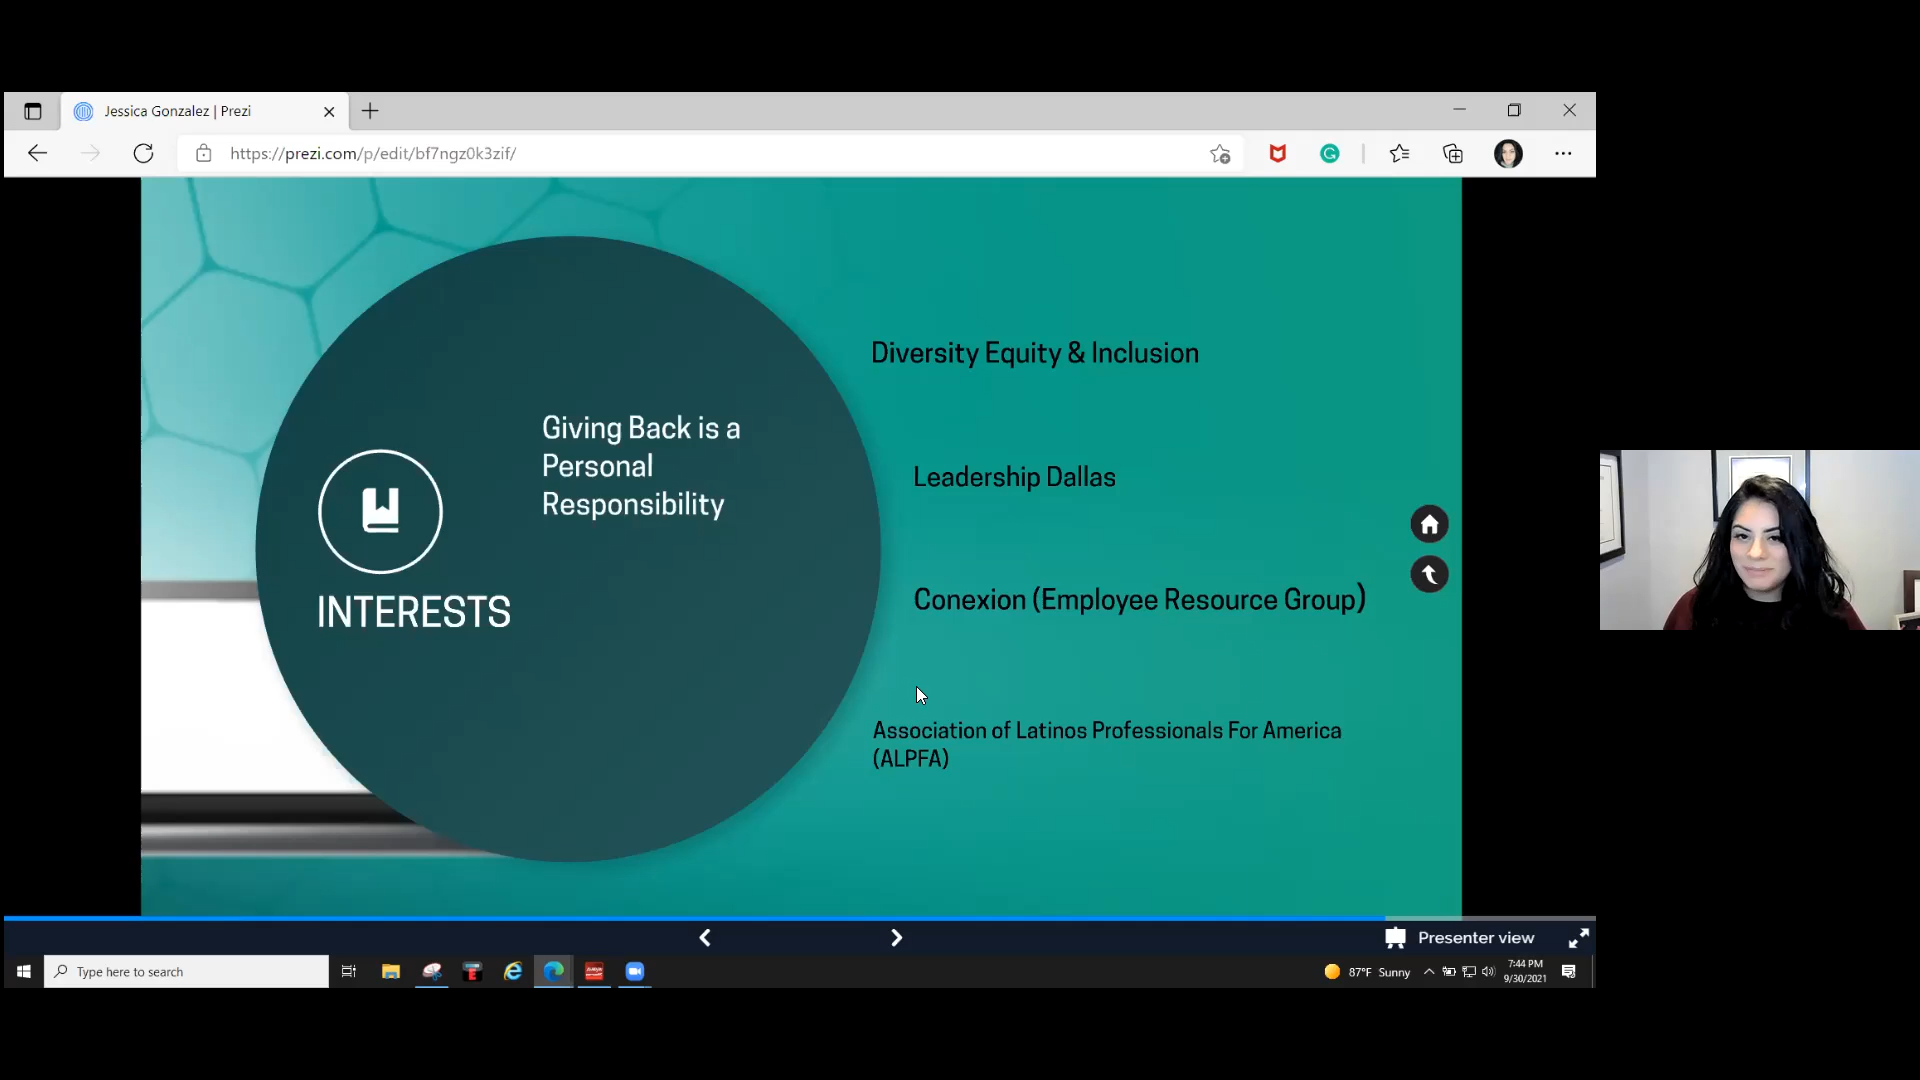 Jessica Gonzalez | Prezi
https://prezi.com/p/edit/bf7ngz0k3zif/
Diversity Equity & Inclusion
Giving Back is a
Personal
Responsibility
Leadership Dallas
Conexion (Employee Resource Group)
INTERESTS
Association of Latinos Professionals For America
(ALPFA)
Presenter view
Type here to search
87°F Sunny
7:44 PM
9/30/2021